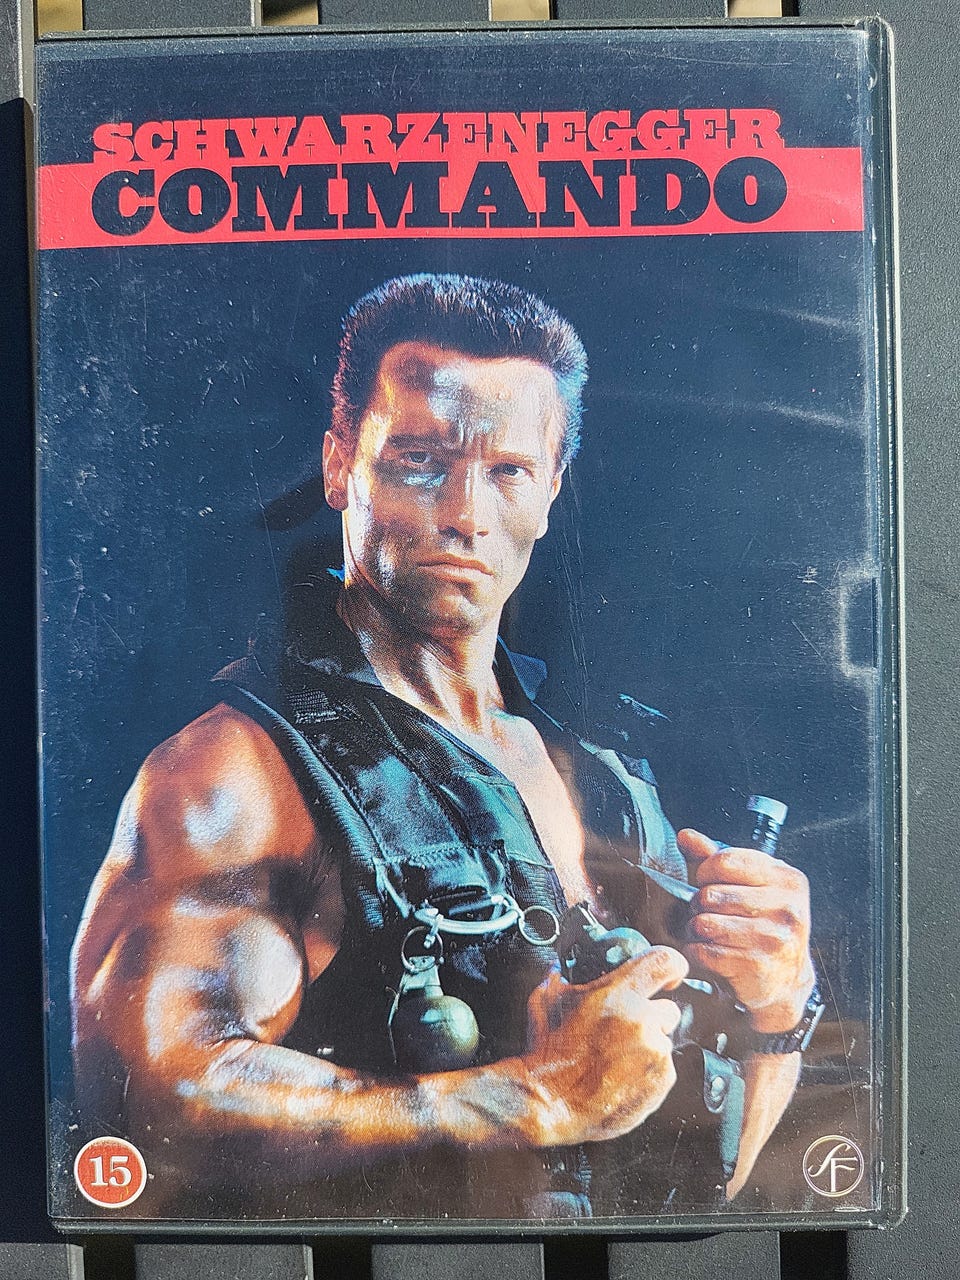 SCHWARZENEGGER
COMMANDO
15
SF